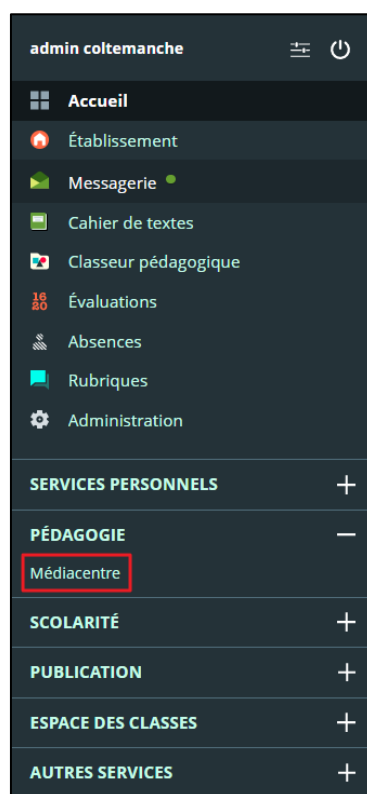 admin coltemanche
Accueil
Établissement
Messagerie
Cahier de textes
Classeur pédagogique
16
20
Évaluations
Absences
Rubriques
Administration
SERVICES PERSONNELS
PÉDAGOGIE
Médiacentre
SCOLARITÉ
PUBLICATION
ESPACE DES CLASSES
AUTRES SERVICES